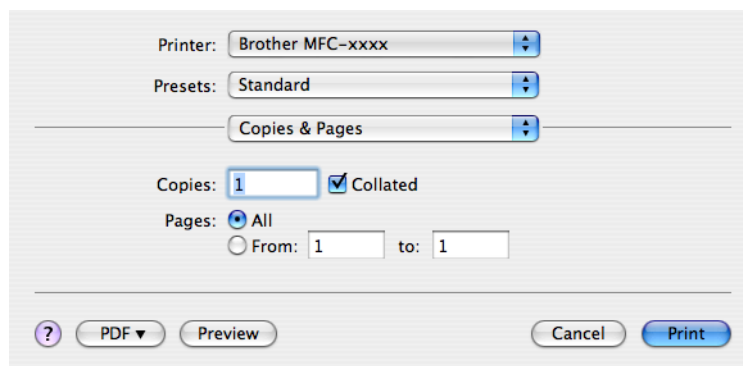 Printer: Brother MFC-xxxx
Presets: Standard
Copies & Pages
Copies: 1 Collated
Pages: All
From: 1 to: 1
? PDF ▼ Preview Cancel Print